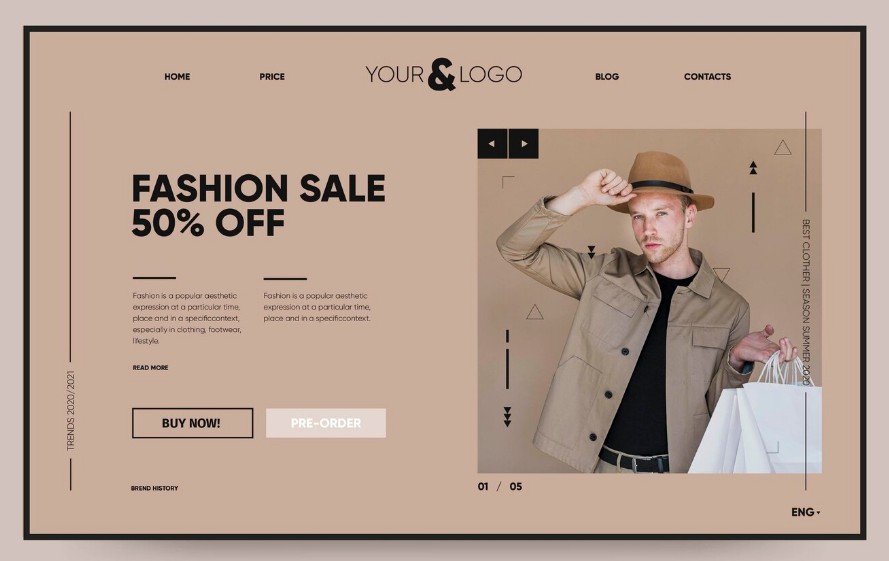 HOME
PRICE
YOUR & LOGO
BLOG
CONTACTS
FASHION SALE
50% OFF
Fashion is a popular aesthetic
expression at a particular time,
place and in a specificcontext,
especially in clothing, footwear,
lifestyle.
READ MORE
Fashion is a popular aesthetic
expression at a particular time,
place and in a specificcontext.
BUY NOW!
PRE-ORDER
BREND HISTORY
TRENDS 2020/2021
BEST CLOTHER | SEASON SUMMER 2020
01 / 05
ENG